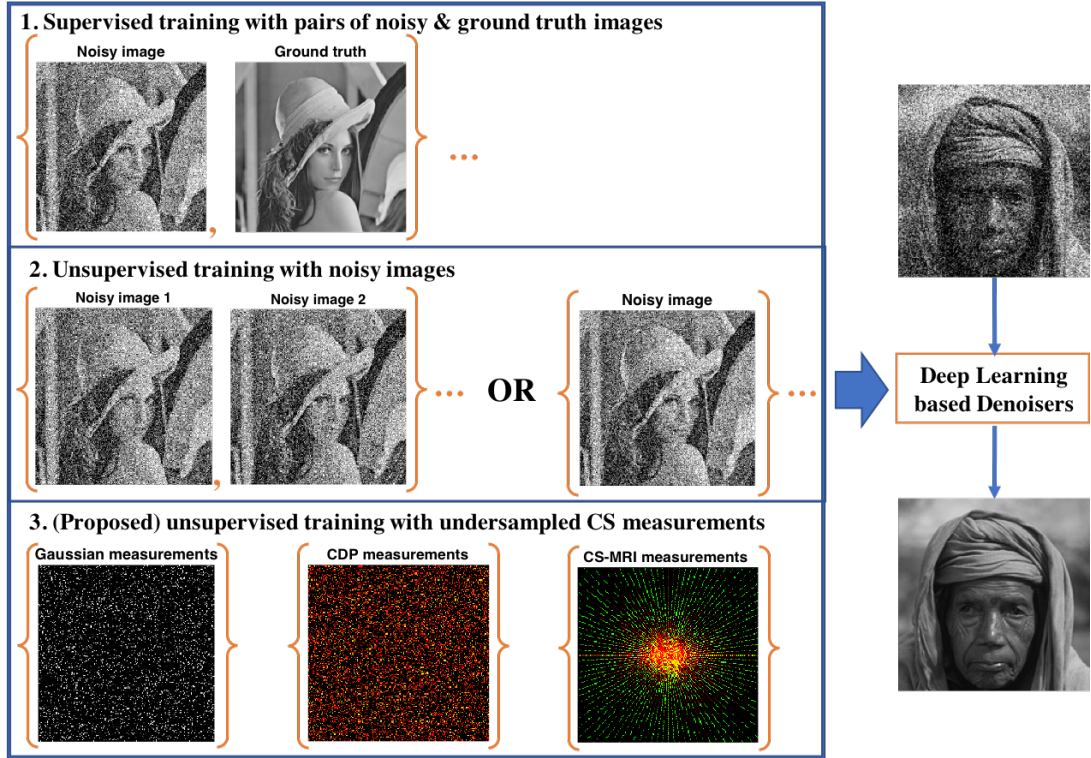 1. Supervised training with pairs of noisy & ground truth images
Noisy image
Ground truth
{ , } ...
2. Unsupervised training with noisy images
Noisy image 1
Noisy image 2
{ , } ...
OR
Noisy image
{ } ...
3. (Proposed) unsupervised training with undersampled CS measurements
Gaussian measurements
CDP measurements
CS-MRI measurements
{ } { } { }
Deep Learning
based Denoisers